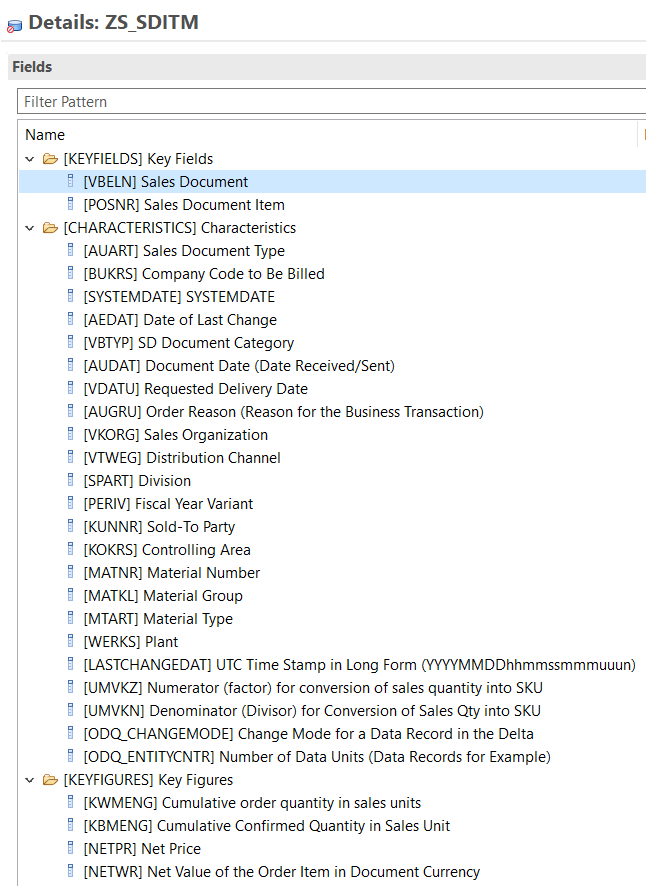 Details: ZS_SDITM
Fields
Filter Pattern
Name
[KEYFIELDS] Key Fields
[VBELN] Sales Document
[POSNR] Sales Document Item
[CHARACTERISTICS] Characteristics
[AUART] Sales Document Type
[BUKRS] Company Code to Be Billed
[SYSTEMDATE] SYSTEMDATE
[AEDAT] Date of Last Change
[VBTYP] SD Document Category
[AUDAT] Document Date (Date Received/Sent)
[VDATU] Requested Delivery Date
[AUGRU] Order Reason (Reason for the Business Transaction)
[VKORG] Sales Organization
[VTWEG] Distribution Channel
[SPART] Division
[PERIV] Fiscal Year Variant
[KUNNR] Sold-To Party
[KOKRS] Controlling Area
[MATNR] Material Number
[MATKL] Material Group
[MTART] Material Type
[WERKS] Plant
[LASTCHANGEDAT] UTC Time Stamp in Long Form (YYYYMMDDhhmmssmmmuuun)
[UMVKZ] Numerator (factor) for conversion of sales quantity into SKU
[UMVKN] Denominator (Divisor) for Conversion of Sales Qty into SKU
[ODQ_CHANGEMODE] Change Mode for a Data Record in the Delta
[ODQ_ENTITYCNTR] Number of Data Units (Data Records for Example)
[KEYFIGURES] Key Figures
[KWMENG] Cumulative order quantity in sales units
[KBMENG] Cumulative Confirmed Quantity in Sales Unit
[NETPR] Net Price
[NETWR] Net Value of the Order Item in Document Currency